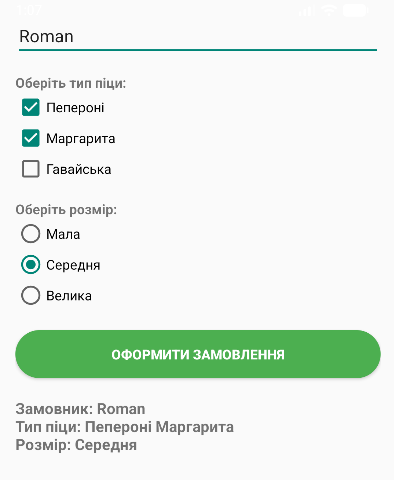 Roman
Оберіть тип піци:
Пепероні
Маргарита
Гавайська
Оберіть розмір:
Мала
Середня
Велика
ОФОРМИТИ ЗАМОВЛЕННЯ
Замовник: Roman
Тип піци: Пепероні Маргарита
Розмір: Середня